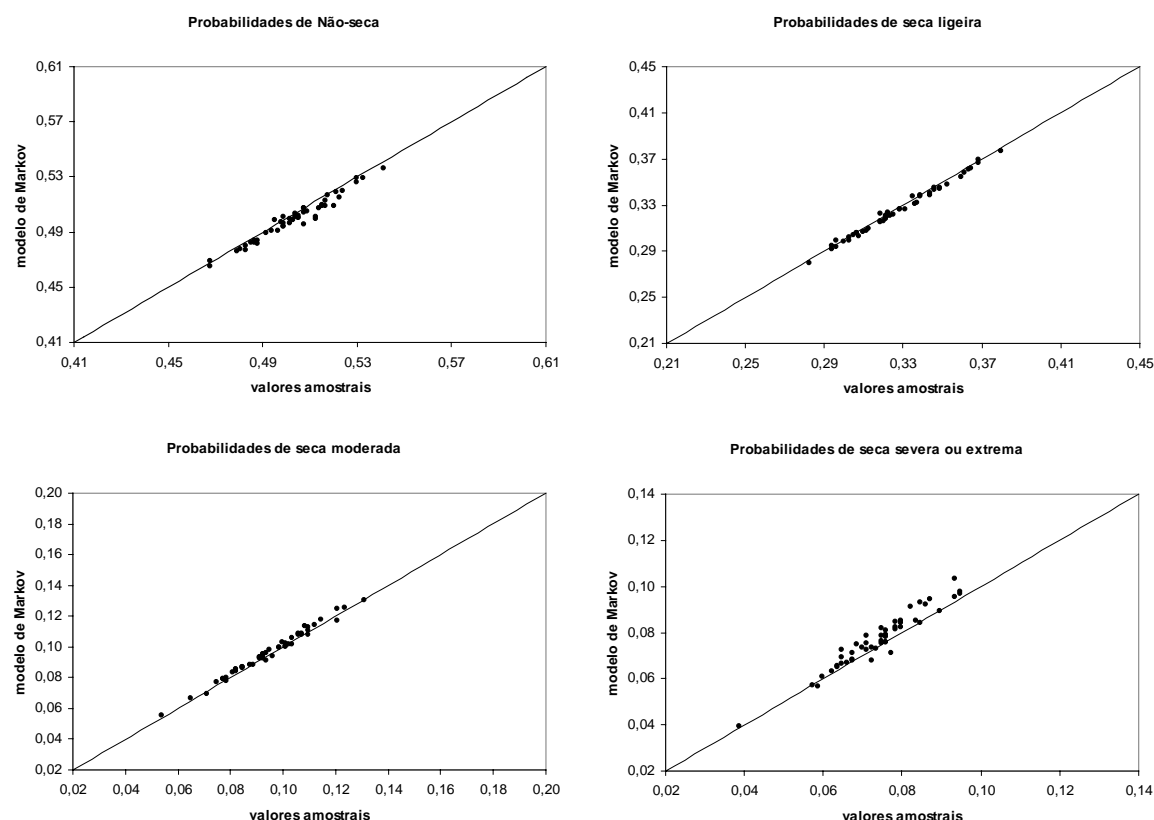 Probabilidades de Não-seca
0,61
0,57
0,53
0,49
0,45
0,41
modelo de Markov
0,41 0,45 0,49 0,53 0,57 0,61
valores amostrais
Probabilidades de seca ligeira
0,45
0,41
0,37
0,33
0,29
0,25
0,21
modelo de Markov
0,21 0,25 0,29 0,33 0,37 0,41 0,45
valores amostrais
Probabilidades de seca moderada
0,20
0,18
0,16
0,14
0,12
0,10
0,08
0,06
0,04
0,02
modelo de Markov
0,02 0,04 0,06 0,08 0,10 0,12 0,14 0,16 0,18 0,20
valores amostrais
Probabilidades de seca severa ou extrema
0,14
0,12
0,10
0,08
0,06
0,04
0,02
modelo de Markov
0,02 0,04 0,06 0,08 0,10 0,12 0,14
valores amostrais